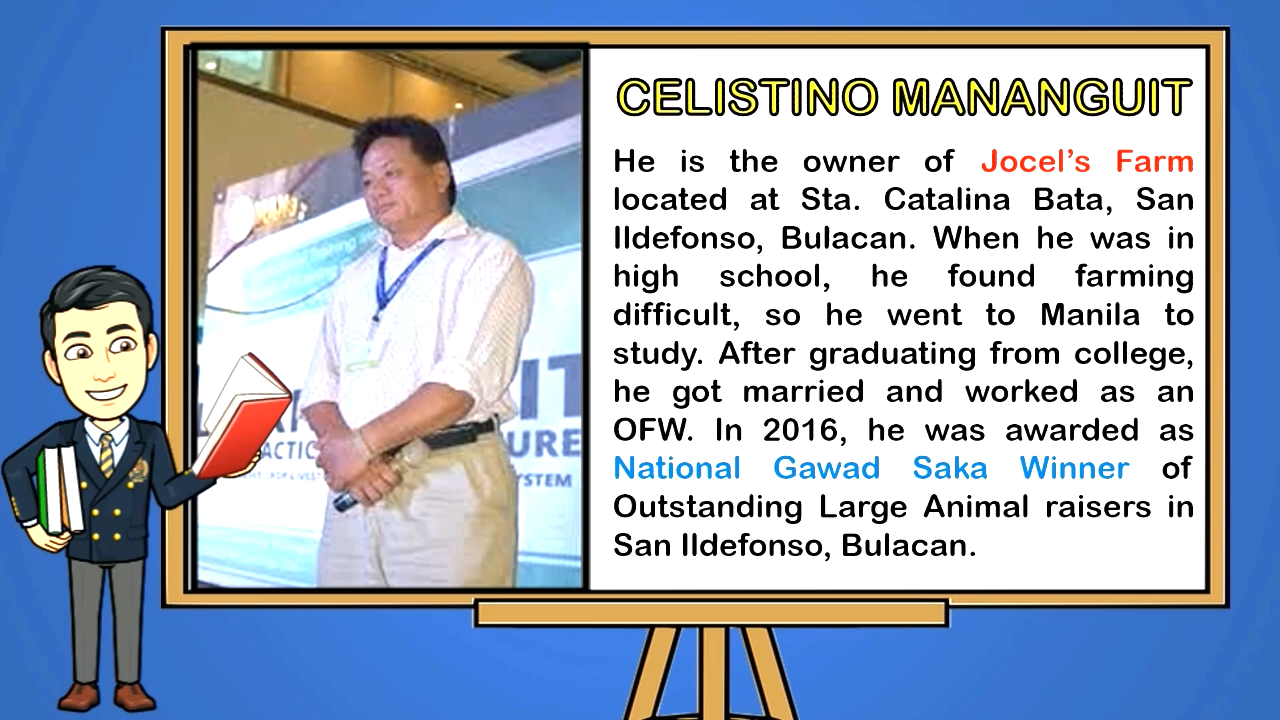 CELISTINO MANANGUIT
He is the owner of Jocel's Farm
located at Sta. Catalina Bata, San
Ildefonso, Bulacan. When he was in
high school, he found farming
difficult, so he went to Manila to
study. After graduating from college,
he got married and worked as an
OFW. In 2016, he was awarded as
National Gawad Saka Winner of
Outstanding Large Animal raisers in
San Ildefonso, Bulacan.